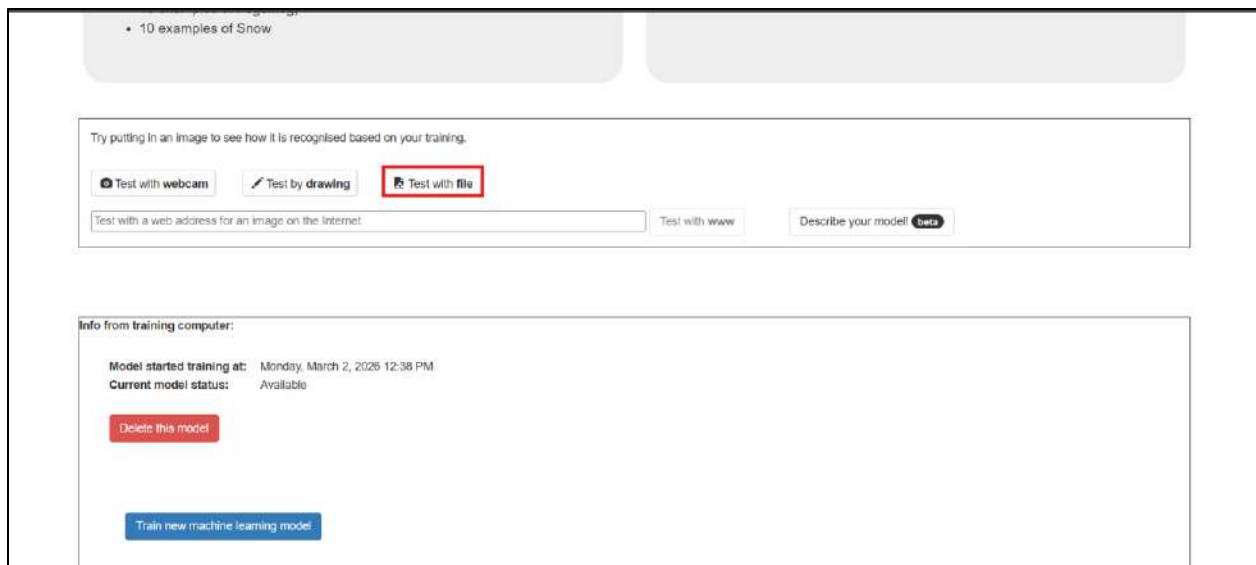 • 10 examples of Snow
Try putting in an image to see how it is recognised based on your training.
Test with webcam
Test by drawing
Test with file
Test with a web address for an image on the Internet
Test with www
Describe your model! beta
Info from training computer:
Model started training at: Monday, March 2, 2026 12:38 PM
Current model status: Available
Delete this model
Train new machine learning model